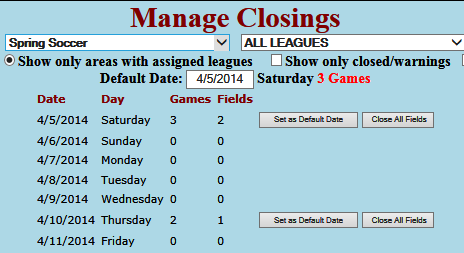 Manage Closings
Spring Soccer ALL LEAGUES
Show only areas with assigned leagues Show only closed/warnings
Default Date: 4/5/2014 Saturday 3 Games
Date Day Games Fields
4/5/2014 Saturday 3 2 Set as Default Date Close All Fields
4/6/2014 Sunday 0 0
4/7/2014 Monday 0 0
4/8/2014 Tuesday 0 0
4/9/2014 Wednesday 0 0
4/10/2014 Thursday 2 1 Set as Default Date Close All Fields
4/11/2014 Friday 0 0